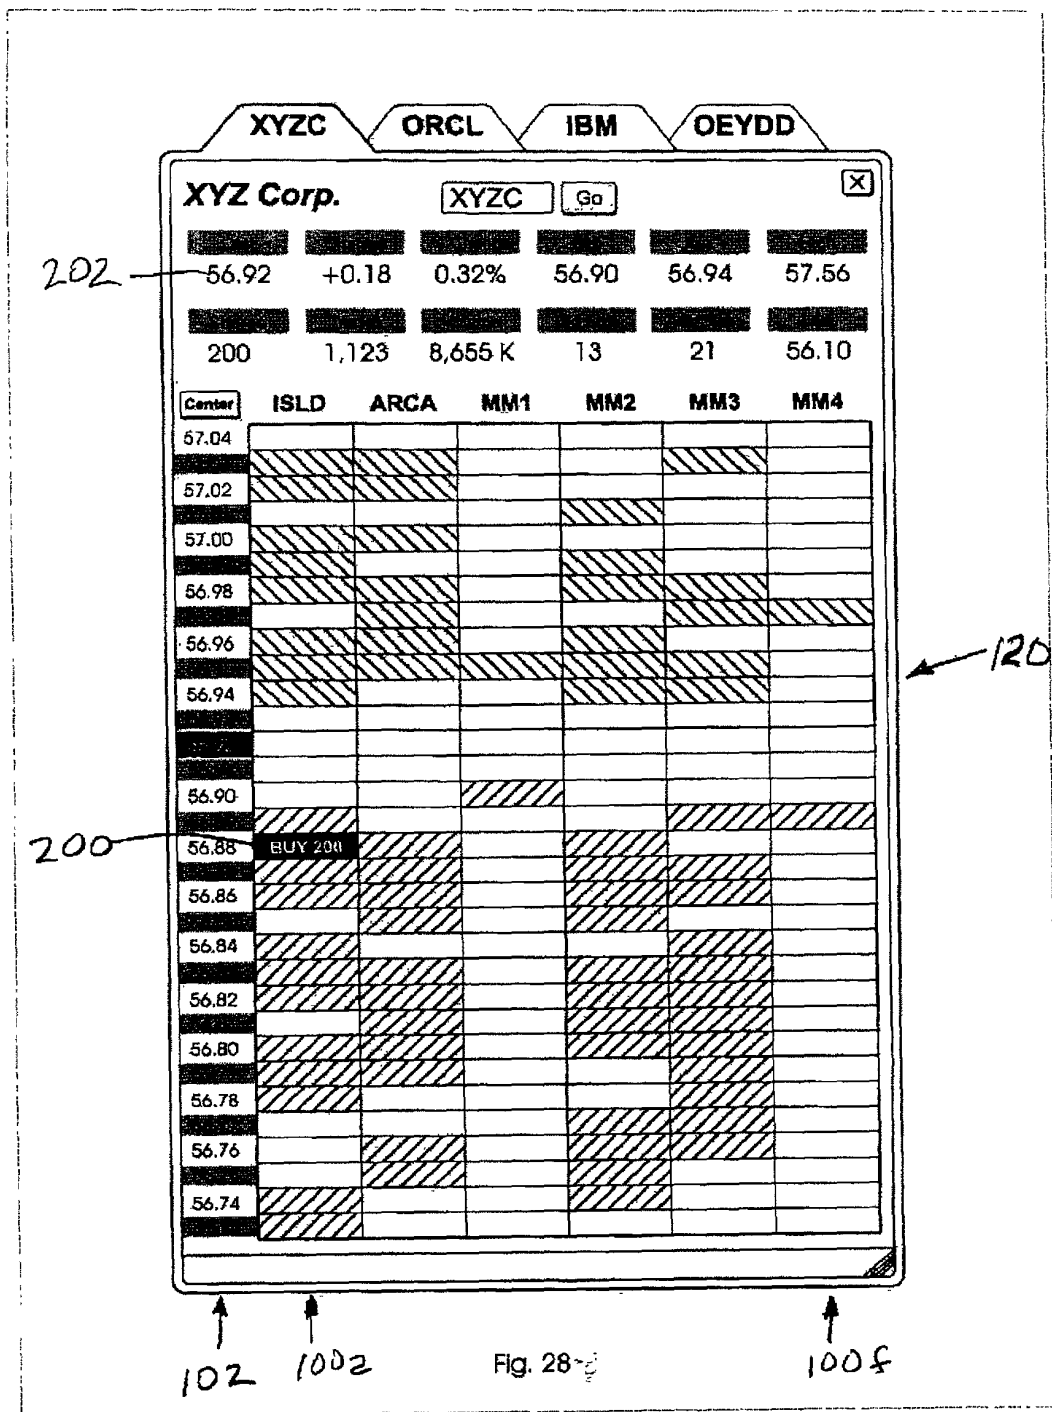 XYZC ORCL IBM OEYDD
XYZ Corp. XYZC Go X
202 56.92 +0.18 0.32% 56.90 56.94 57.56
200 1,123 8,655 K 13 21 56.10
Center ISLD ARCA MM1 MM2 MM3 MM4
57.04
57.02
57.00
56.98
56.96
120
56.94
56.90
200 56.88 BUY 200
56.86
56.84
56.82
56.80
56.78
56.76
56.74
102 100a Fig. 28 100f